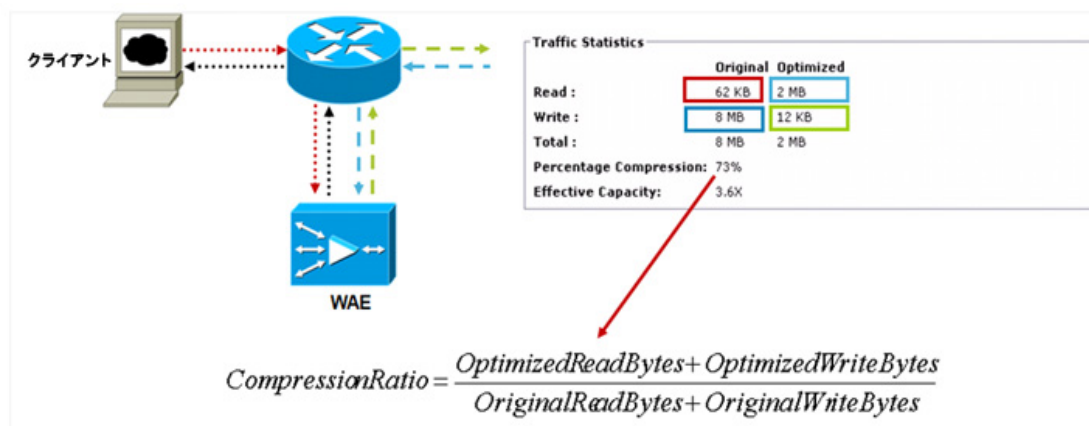 クライアント
WAE
Traffic Statistics
Original Optimized
Read : 62 KB 2 MB
Write : 8 MB 12 KB
Total : 8 MB 2 MB
Percentage Compression: 73%
Effective Capacity: 3.6X
CompressionRatio = OptimizedReadBytes + OptimizedWriteBytes
OriginalReadBytes + OriginalWriteBytes